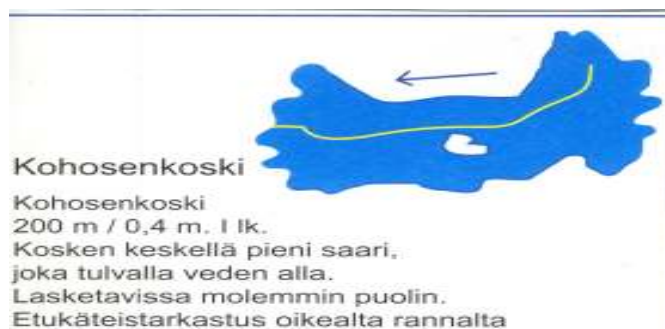 Kohosenkoski
Kohosenkoski
200 m / 0,4 m. I lk.
Kosken keskellä pieni saari,
joka tulvalla veden alla.
Lasketavissa molemmin puolin.
Etukäteistarkastus oikealta rannalta